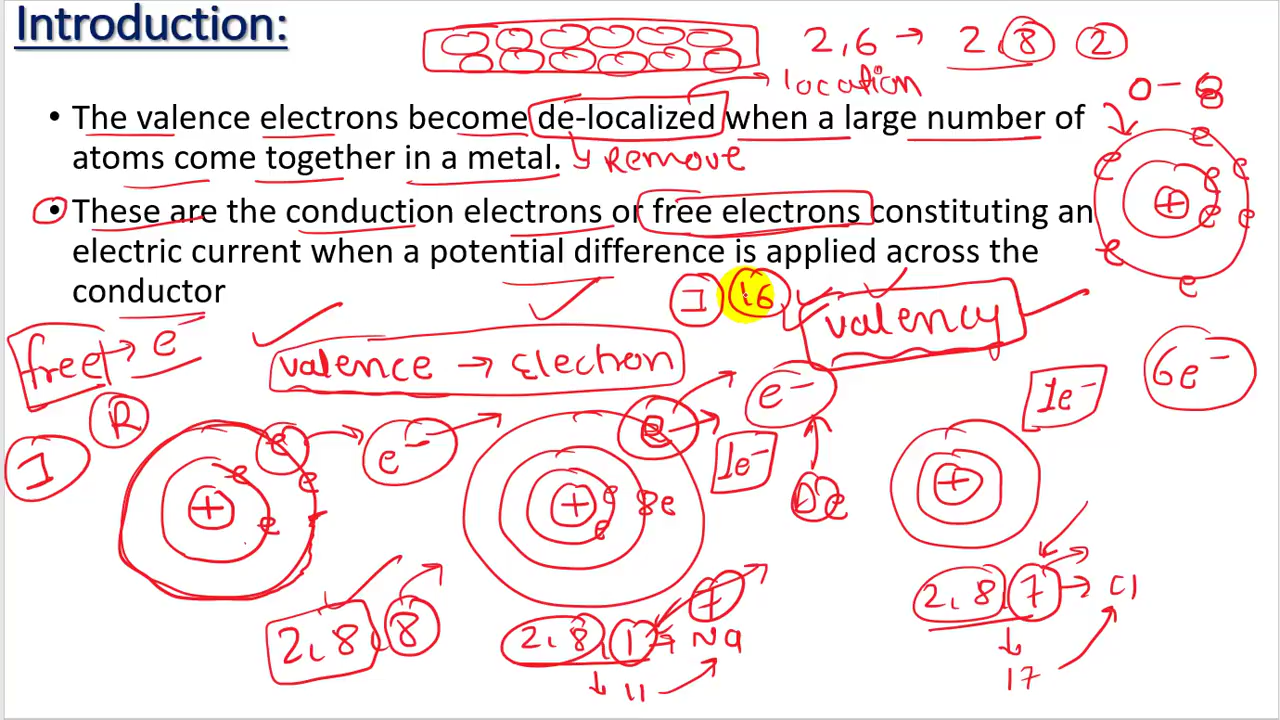 Introduction:
2,6 → 2,8 2
location
0 - 8
• The valence electrons become de-localized when a large number of
atoms come together in a metal.
Remove
• These are the conduction electrons or free electrons constituting an
electric current when a potential difference is applied across the
conductor
I 16 valency
free → e⁻
valence → Electron
e⁻
6e⁻
1e⁻
R
I
e⁻
1e⁻
0e
+ e e e e
+ e e 8e e
+
+ e e e e e e e e
2,8,8
2,8,1 → Na
7
↓ 11
2,8,7 → Cl
↓
17